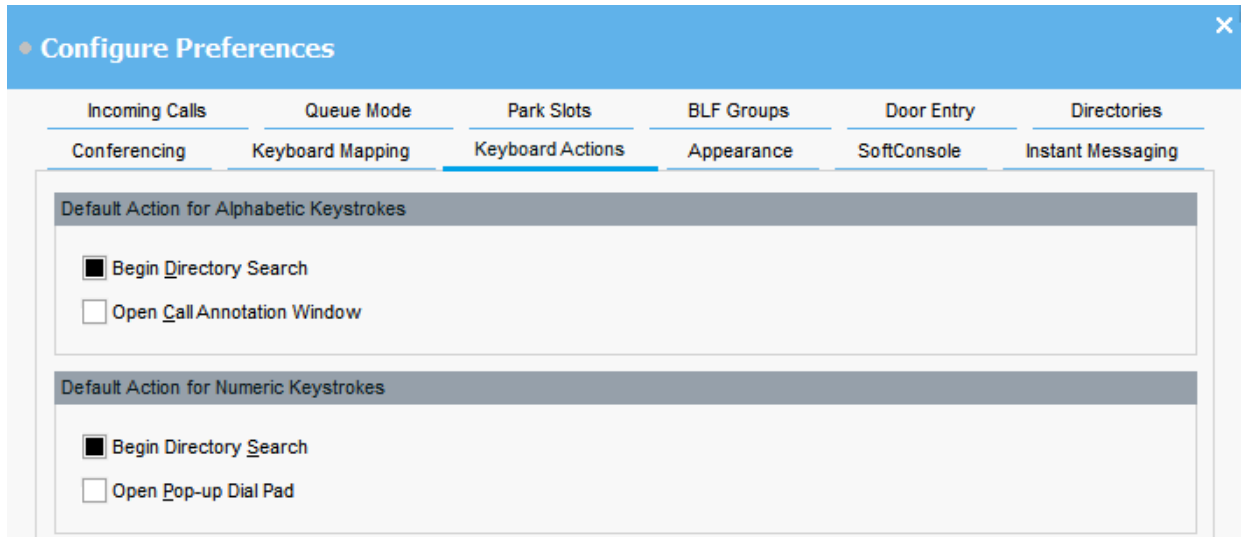 Configure Preferences
Incoming Calls Queue Mode Park Slots BLF Groups Door Entry Directories
Conferencing Keyboard Mapping Keyboard Actions Appearance SoftConsole Instant Messaging
Default Action for Alphabetic Keystrokes
Begin Directory Search
Open Call Annotation Window
Default Action for Numeric Keystrokes
Begin Directory Search
Open Pop-up Dial Pad